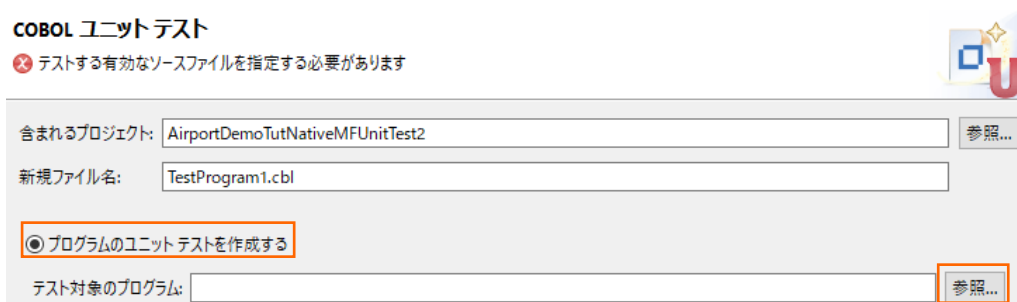 COBOL ユニット テスト
テストする有効なソースファイルを指定する必要があります
含まれるプロジェクト: AirportDemoTutNativeMFUnitTest2 参照...
新規ファイル名: TestProgram1.cbl
プログラムのユニット テストを作成する
テスト対象のプログラム: 参照...